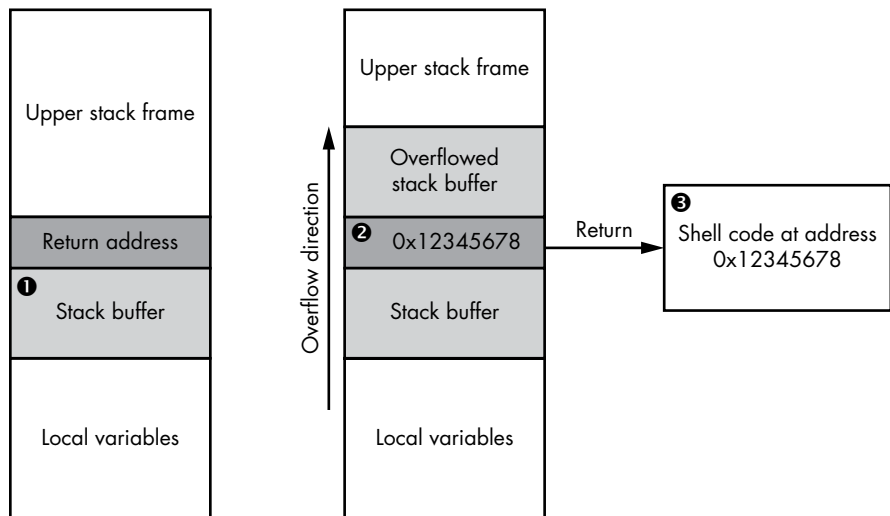 Upper stack frame
Return address
❶
Stack buffer
Local variables
Overflow direction
Upper stack frame
Overflowed
stack buffer
❷ 0x12345678
Stack buffer
Local variables
Return
❸
Shell code at address
0x12345678